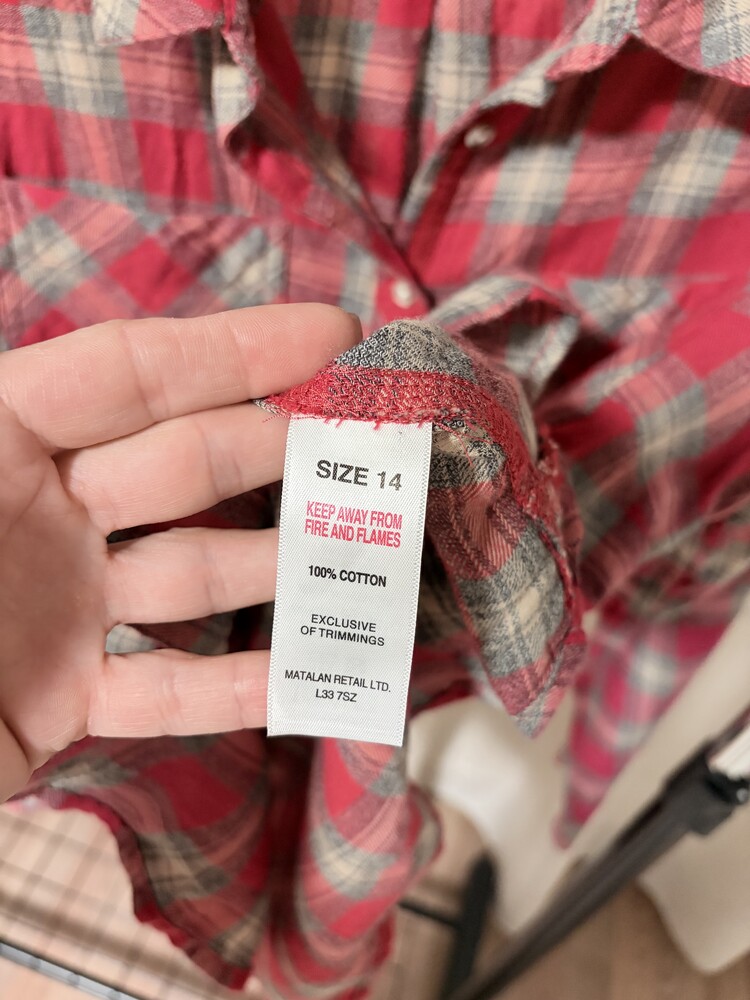 SIZE 14
KEEP AWAY FROM
FIRE AND FLAMES
100% COTTON
EXCLUSIVE
OF TRIMMINGS
MATALAN RETAIL LTD.
L33 7SZ